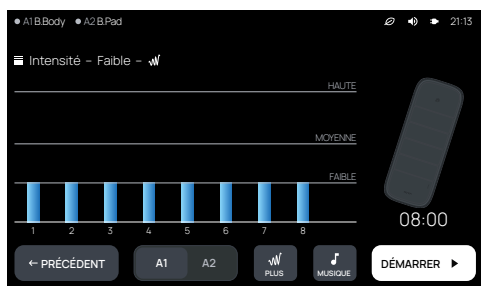 A1 B.Body A2 B.Pad 21:13
Intensité – Faible –
HAUTE
MOYENNE
FAIBLE
1 2 3 4 5 6 7 8
08:00
← PRÉCÉDENT A1 A2 PLUS MUSIQUE DÉMARRER